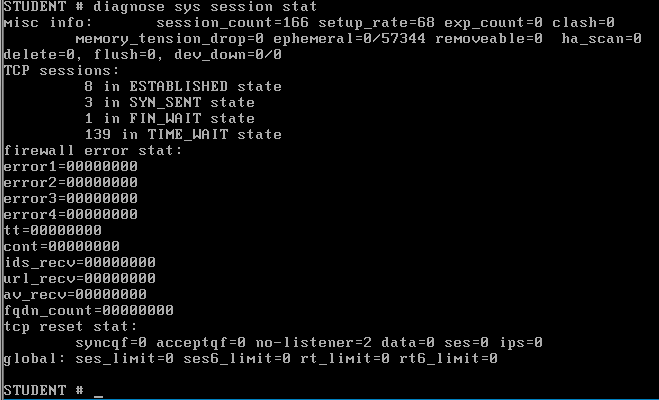 STUDENT # diagnose sys session stat
misc info: session_count=166 setup_rate=68 exp_count=0 clash=0
memory_tension_drop=0 ephemeral=0/57344 removeable=0 ha_scan=0
delete=0, flush=0, dev_down=0/0
TCP sessions:
8 in ESTABLISHED state
3 in SYN_SENT state
1 in FIN_WAIT state
139 in TIME_WAIT state
firewall error stat:
error1=00000000
error2=00000000
error3=00000000
error4=00000000
tt=00000000
cont=00000000
ids_recv=00000000
url_recv=00000000
av_recv=00000000
fqdn_count=00000000
tcp reset stat:
syncqf=0 acceptqf=0 no-listener=2 data=0 ses=0 ips=0
global: ses_limit=0 ses6_limit=0 rt_limit=0 rt6_limit=0
STUDENT # _